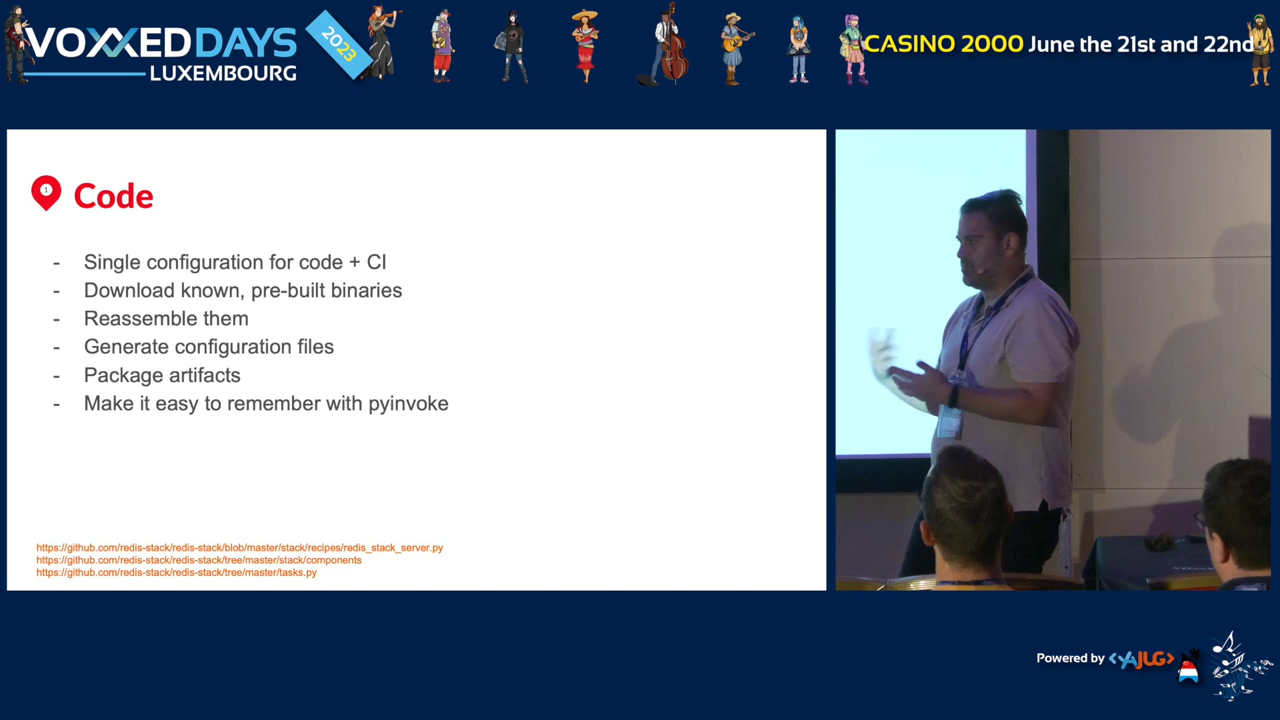 VOXXED DAYS
LUXEMBOURG
2023
CASINO 2000 June the 21st and 22nd
1
Code
- Single configuration for code + CI
- Download known, pre-built binaries
- Reassemble them
- Generate configuration files
- Package artifacts
- Make it easy to remember with pyinvoke
https://github.com/redis-stack/redis-stack/blob/master/stack/recipes/redis_stack_server.py
https://github.com/redis-stack/redis-stack/tree/master/stack/components
https://github.com/redis-stack/redis-stack/tree/master/tasks.py
Powered by <YAJUG>